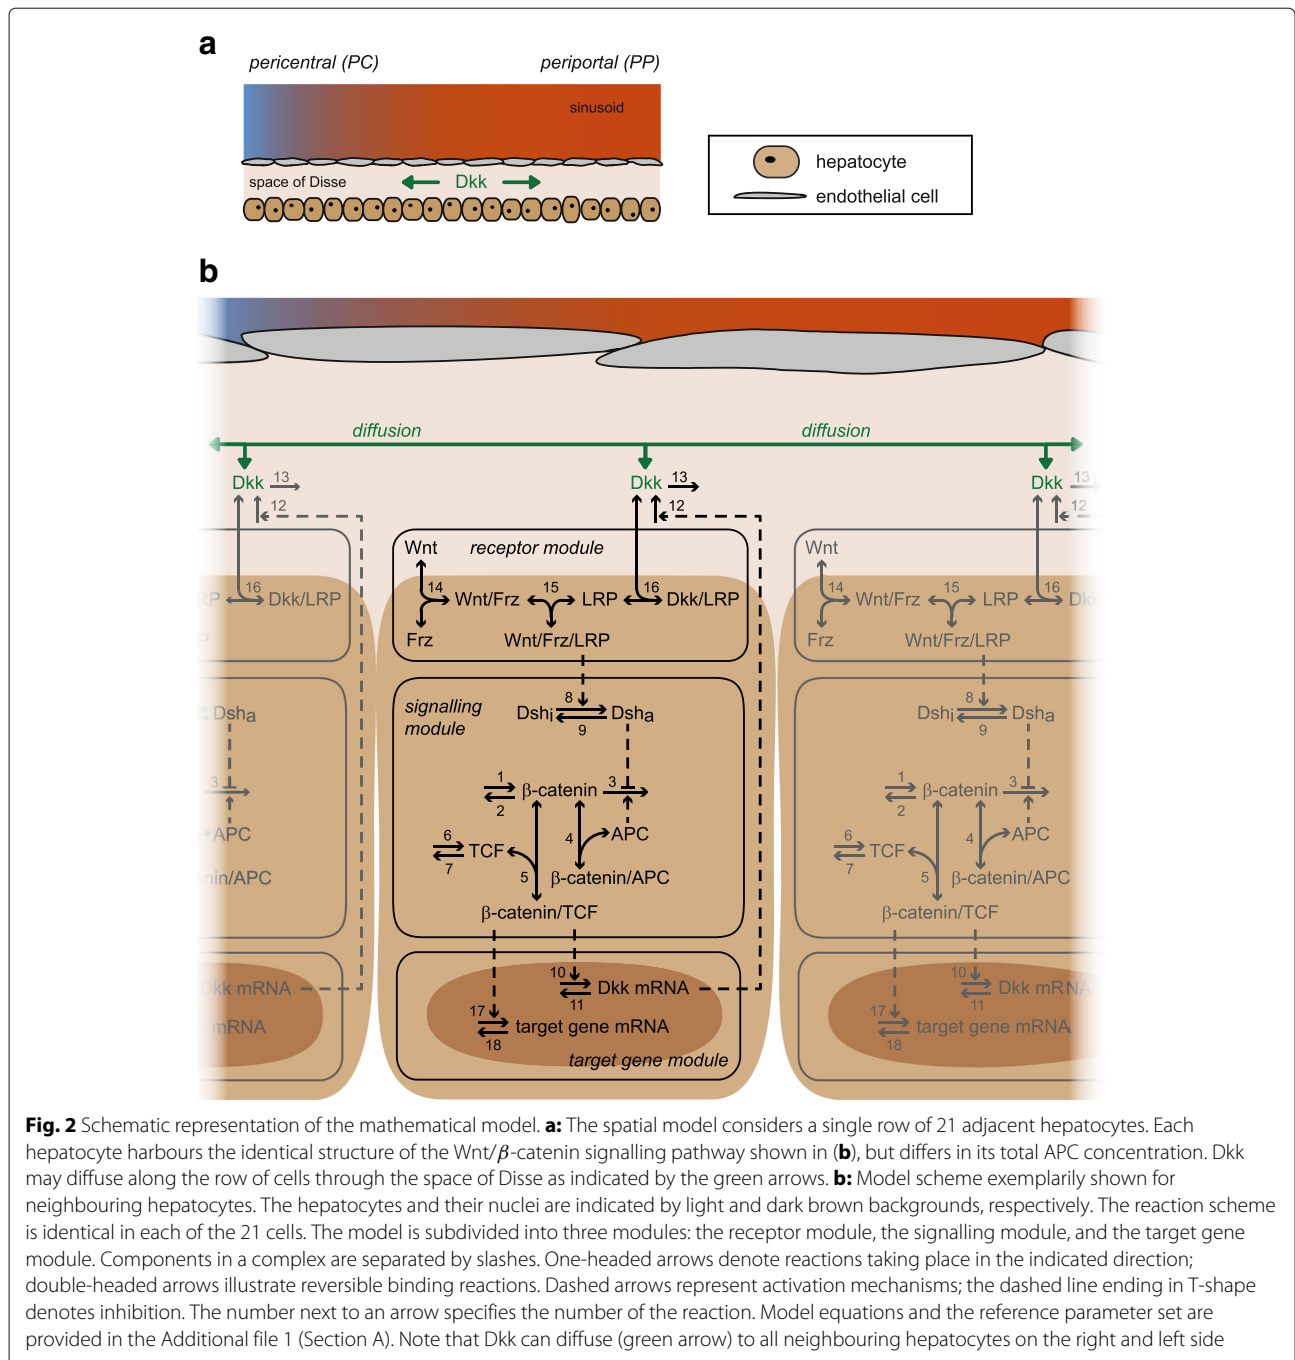 a
pericentral (PC)
periportal (PP)
sinusoid
space of Disse
Dkk
hepatocyte
endothelial cell
b
diffusion
diffusion
Dkk
13
12
Dkk
13
12
Dkk
13
12
16
Dkk/LRP
Wnt
receptor module
14
Wnt/Frz
15
LRP
16
Dkk/LRP
Frz
Wnt/Frz/LRP
Wnt
14
Wnt/Frz
15
LRP
16
Frz
Wnt/Frz/LRP
Dsha
3
APC
signalling
module
Dshi
8
9
Dsha
1
2
β-catenin
3
6
7
TCF
4
APC
5
β-catenin/APC
β-catenin/TCF
Dshi
8
9
Dsha
1
2
β-catenin
3
6
7
TCF
4
APC
5
β-catenin/APC
β-catenin/TCF
Dkk mRNA
mRNA
10
11
Dkk mRNA
17
18
target gene mRNA
target gene module
10
11
Dkk mRNA
17
18
target gene mRNA
Fig. 2 Schematic representation of the mathematical model. a: The spatial model considers a single row of 21 adjacent hepatocytes. Each
hepatocyte harbours the identical structure of the Wnt/β-catenin signalling pathway shown in (b), but differs in its total APC concentration. Dkk
may diffuse along the row of cells through the space of Disse as indicated by the green arrows. b: Model scheme exemplarily shown for
neighbouring hepatocytes. The hepatocytes and their nuclei are indicated by light and dark brown backgrounds, respectively. The reaction scheme
is identical in each of the 21 cells. The model is subdivided into three modules: the receptor module, the signalling module, and the target gene
module. Components in a complex are separated by slashes. One-headed arrows denote reactions taking place in the indicated direction;
double-headed arrows illustrate reversible binding reactions. Dashed arrows represent activation mechanisms; the dashed line ending in T-shape
denotes inhibition. The number next to an arrow specifies the number of the reaction. Model equations and the reference parameter set are
provided in the Additional file 1 (Section A). Note that Dkk can diffuse (green arrow) to all neighbouring hepatocytes on the right and left side